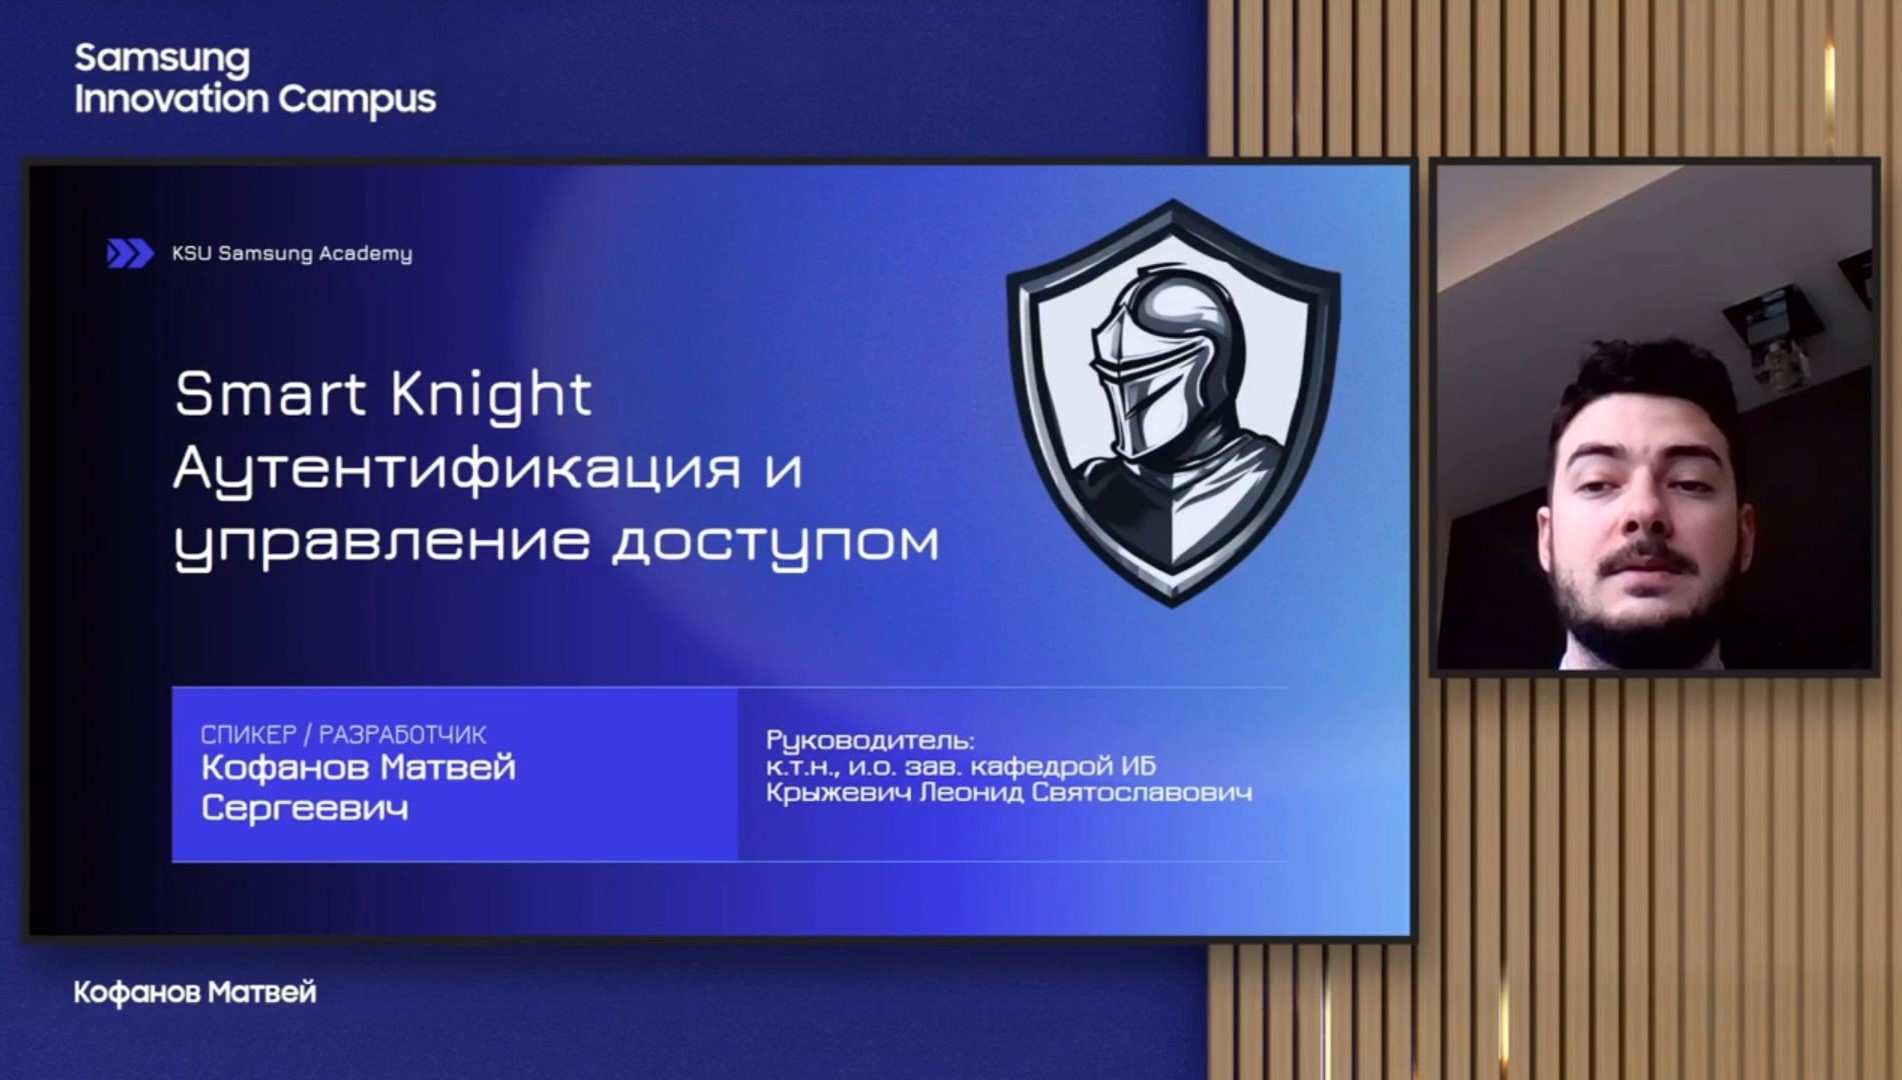 Samsung
Innovation Campus
KSU Samsung Academy
Smart Knight
Аутентификация и
управление доступом
СПИКЕР / РАЗРАБОТЧИК
Кофанов Матвей
Сергеевич
Руководитель:
к.т.н., и.о. зав. кафедрой ИБ
Крыжевич Леонид Святославович
Кофанов Матвей